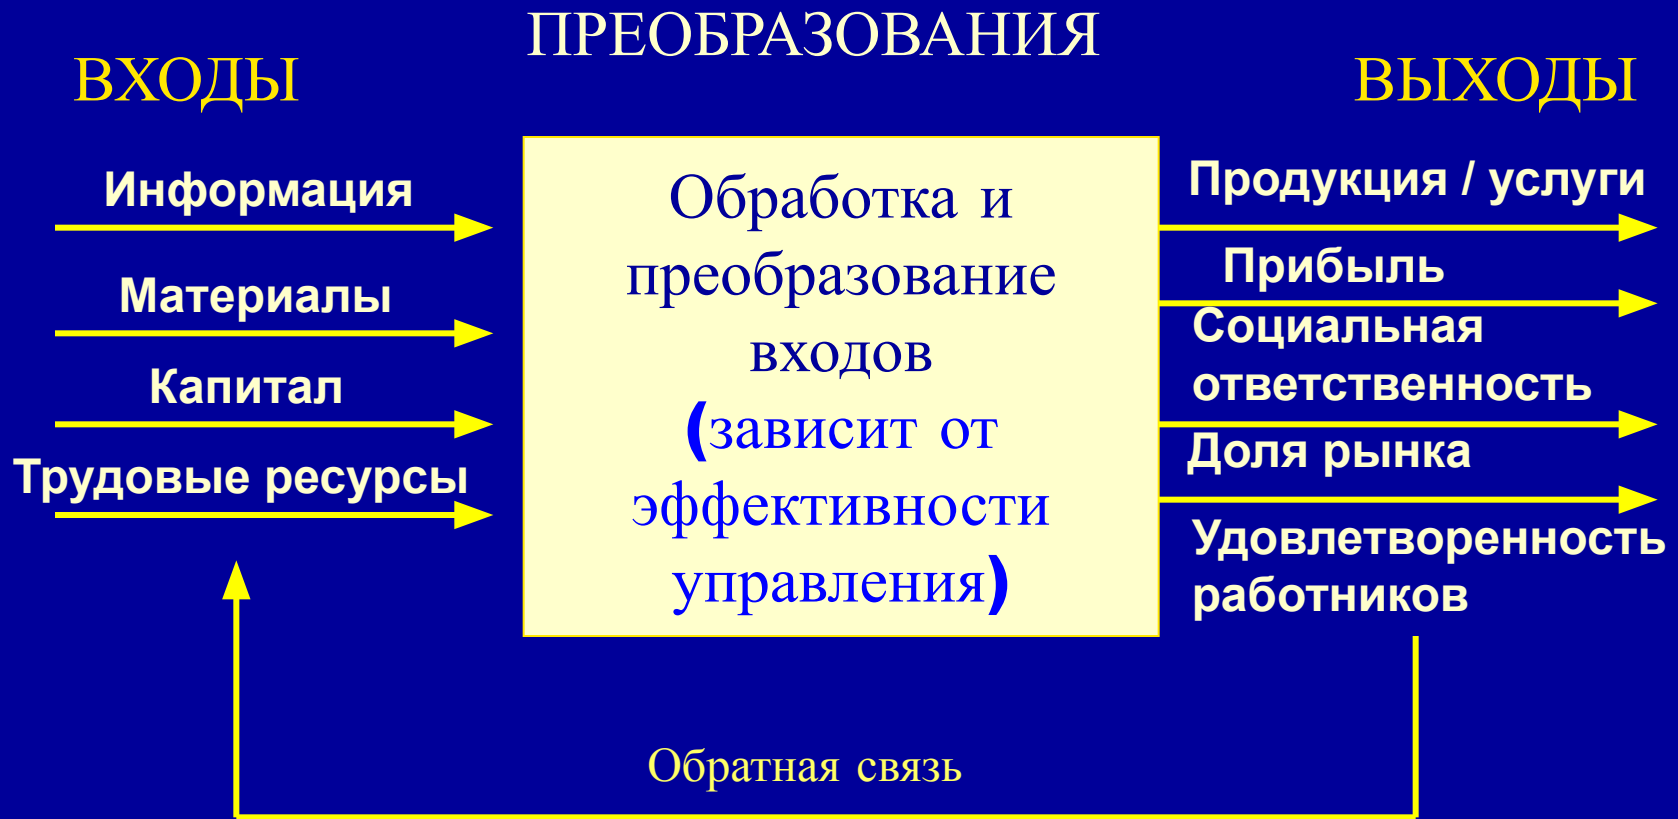 ПРЕОБРАЗОВАНИЯ
ВХОДЫ
ВЫХОДЫ
Информация
Материалы
Капитал
Трудовые ресурсы
Обработка и
преобразование
входов
(зависит от
эффективности
управления)
Продукция / услуги
Прибыль
Социальная
ответственность
Доля рынка
Удовлетворенность
работников
Обратная связь